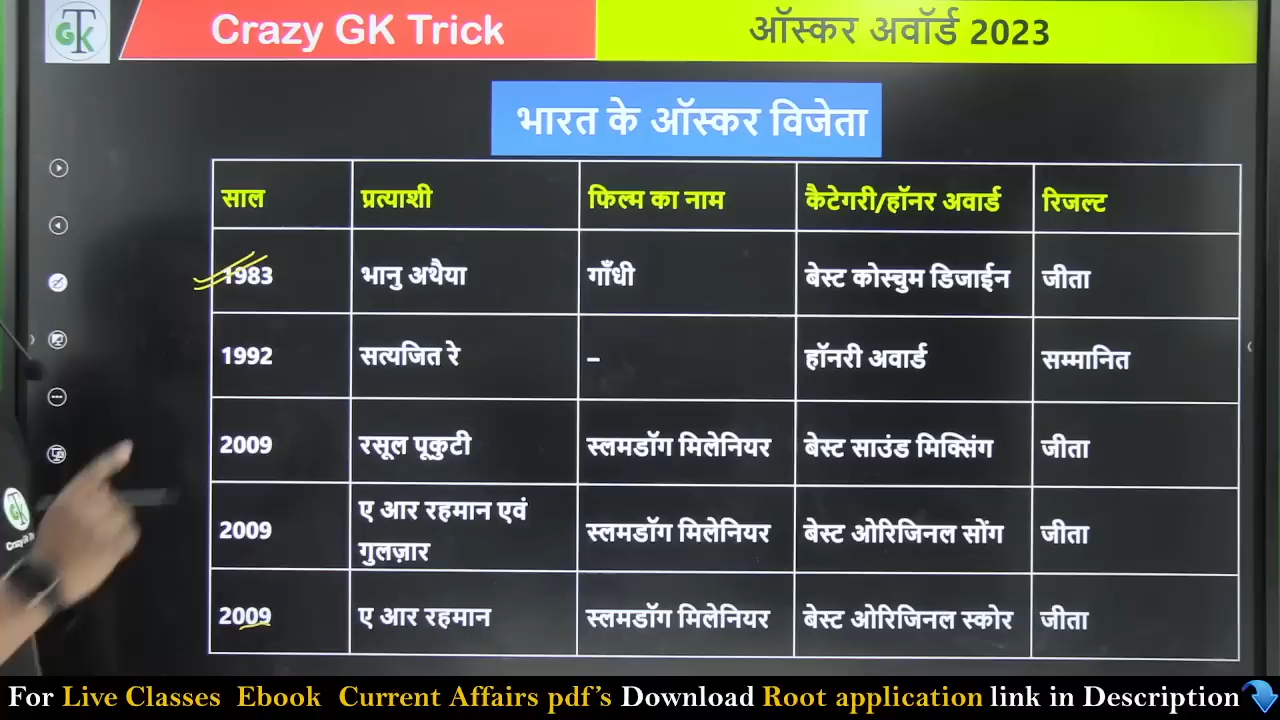 GTK
Crazy GK Trick
ऑस्कर अवॉर्ड 2023
भारत के ऑस्कर विजेता
साल प्रत्याशी फिल्म का नाम कैटेगरी/हॉनर अवार्ड रिजल्ट
1983 भानु अथैया गाँधी बेस्ट कोस्चुम डिजाईन जीता
1992 सत्यजित रे – हॉनरी अवार्ड सम्मानित
2009 रसूल पूकुटी स्लमडॉग मिलेनियर बेस्ट साउंड मिक्सिंग जीता
2009 ए आर रहमान एवं गुलज़ार स्लमडॉग मिलेनियर बेस्ट ओरिजिनल सोंग जीता
2009 ए आर रहमान स्लमडॉग मिलेनियर बेस्ट ओरिजिनल स्कोर जीता
For Live Classes Ebook Current Affairs pdf’s Download Root application link in Description